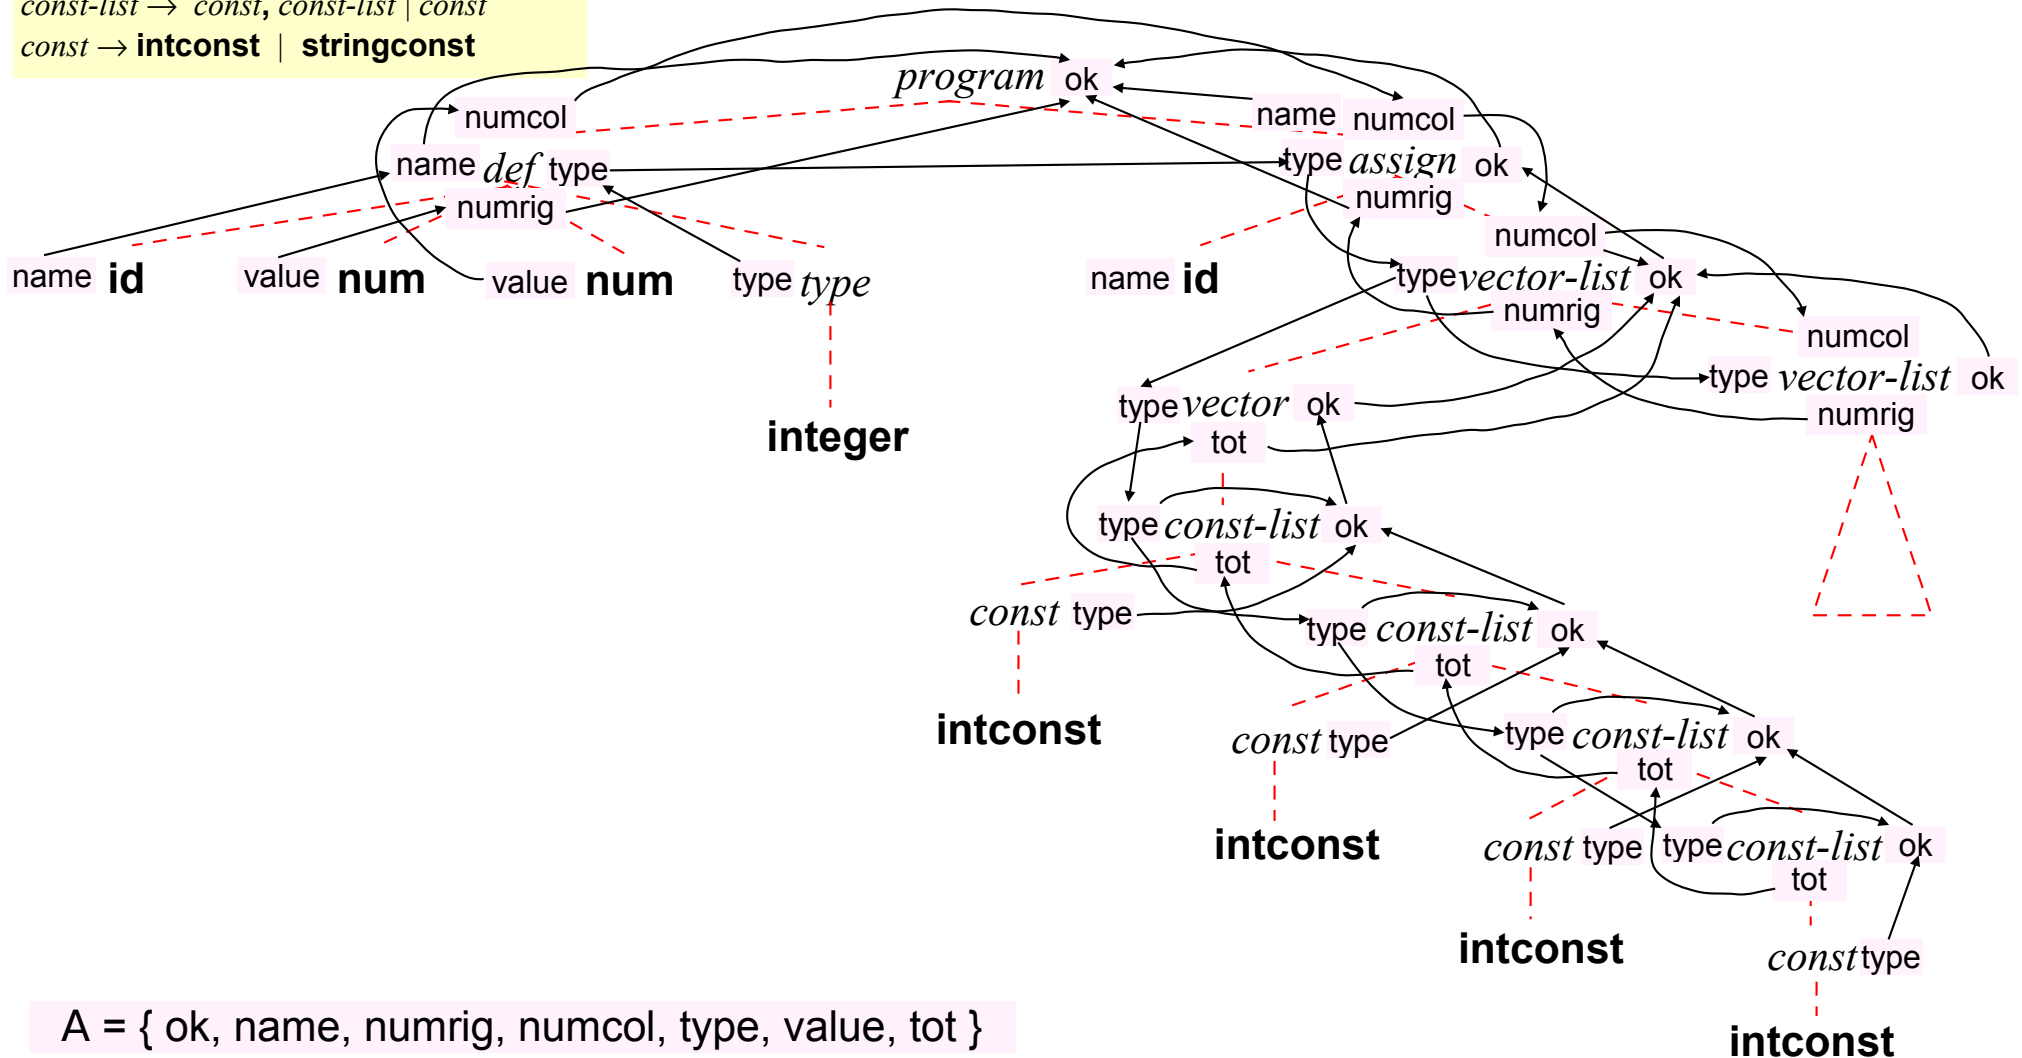 const-list → const, const-list | const
const → intconst | stringconst
program ok
numcol
name numcol
name def type
type assign ok
numrig
numrig
numcol
name id
value num
value num
type type
name id
type vector-list ok
numrig
numcol
type vector-list ok
numrig
integer
type vector ok
tot
type const-list ok
tot
const type
type const-list ok
tot
intconst
const type
type const-list ok
tot
intconst
const type
type const-list ok
tot
intconst
const type
intconst
A = { ok, name, numrig, numcol, type, value, tot }